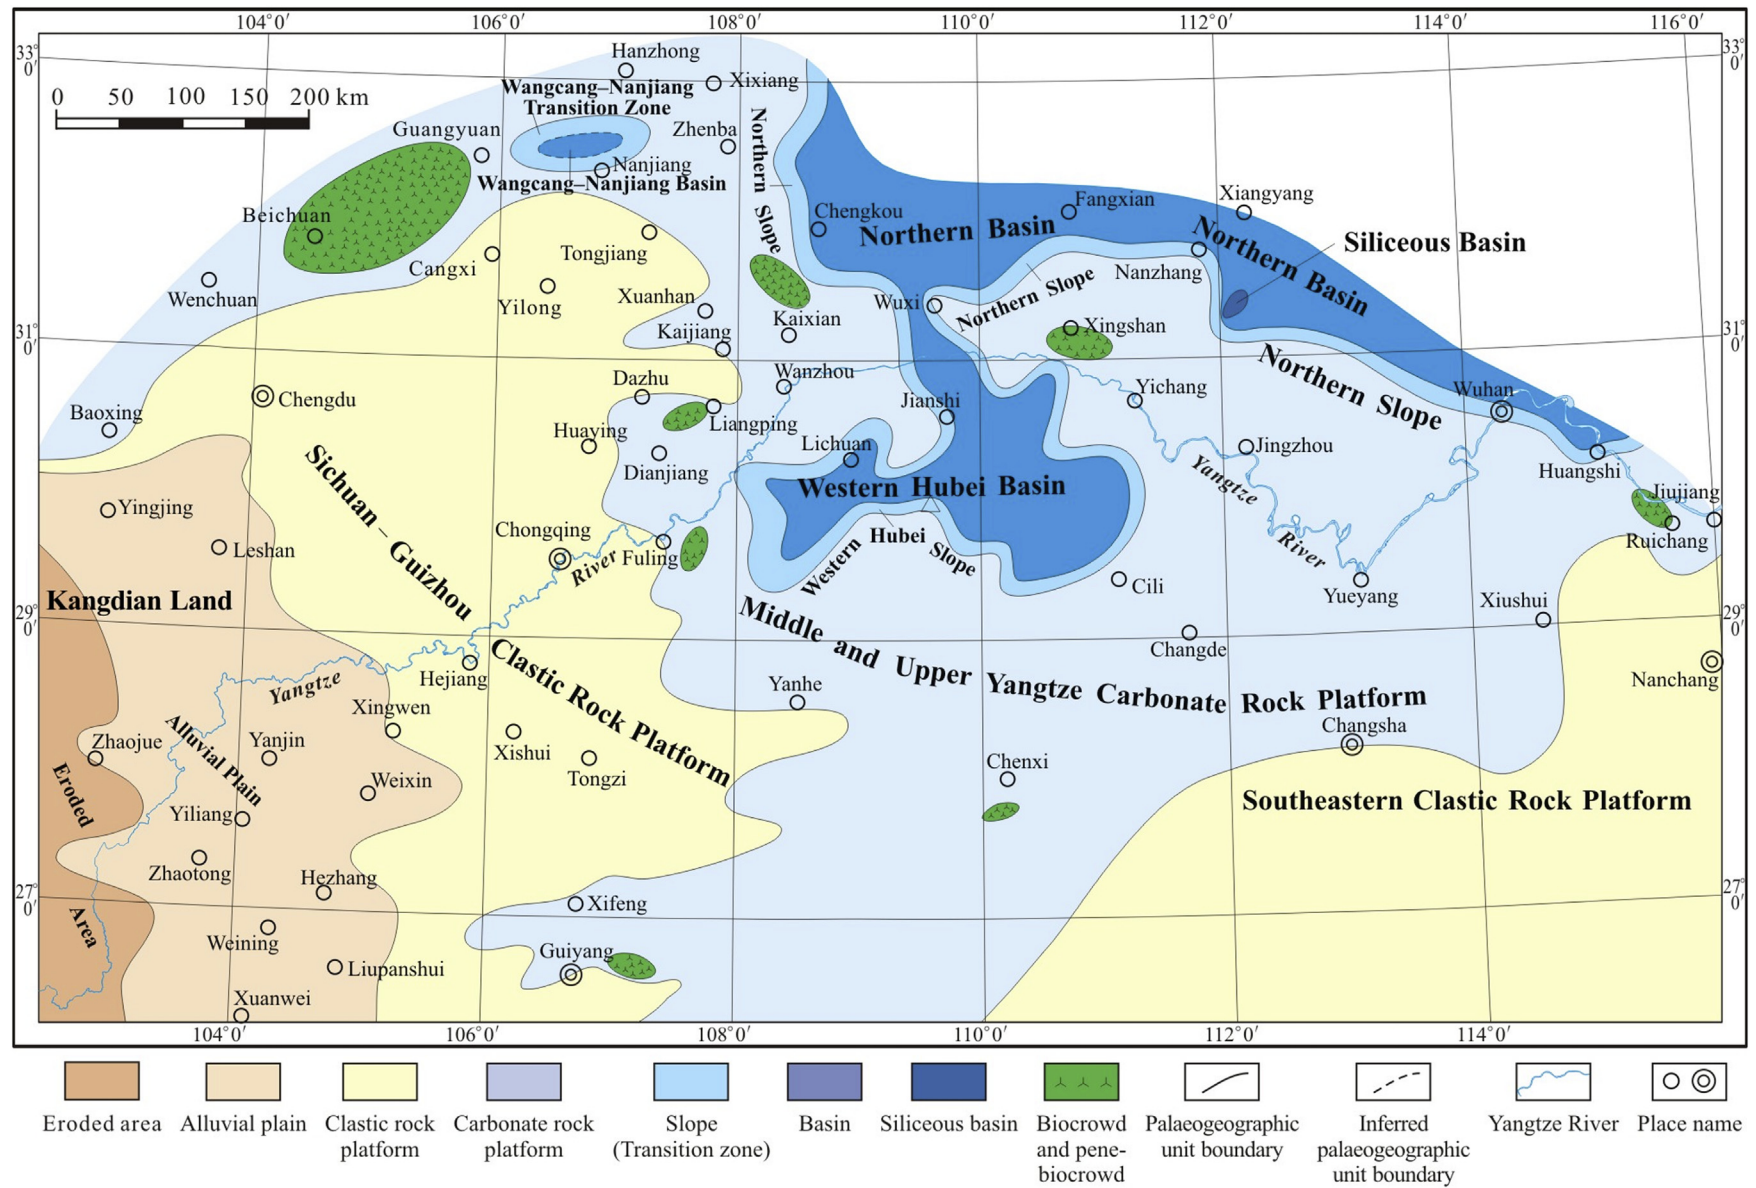 104°0′ 106°0′ 108°0′ 110°0′ 112°0′ 114°0′ 116°0′
33°
0′
33°
0′
Hanzhong
Xixiang
Wangcang–Nanjiang
Transition Zone
0 50 100 150 200 km
Guangyuan
Zhenba
Nanjiang
Wangcang–Nanjiang Basin
Northern Slope
Beichuan
Chengkou
Fangxian
Xiangyang
Northern Basin
Northern Basin
Siliceous Basin
Tongjiang
Cangxi
Nanzhang
Wenchuan
Yilong
Xuanhan
Wuxi
Northern Slope
Kaixian
Xingshan
Kaijiang
31°
0′
31°
0′
Northern Slope
Wanzhou
Dazhu
Yichang
Wuhan
Chengdu
Baoxing
Liangping
Jianshi
Huaying
Lichuan
Jingzhou
Dianjiang
Huangshi
Sichuan–Guizhou
Clastic Rock Platform
Western Hubei Basin
Yangtze
River
Jiujiang
Yingjing
Chongqing
Leshan
River
Fuling
Hubei
Western
Slope
Ruichang
Cili
Yueyang
Kangdian Land
Xiushui
29°
0′
29°
0′
Middle and Upper Yangtze Carbonate Rock Platform
Changde
Hejiang
Yangtze
Yanhe
Nanchang
Xingwen
Changsha
Zhaojue
Alluvial Plain
Yanjin
Xishui
Tongzi
Chenxi
Weixin
Eroded
Area
Southeastern Clastic Rock Platform
Yiliang
Zhaotong
Hezhang
27°
0′
27°
0′
Xifeng
Weining
Guiyang
Liupanshui
Xuanwei
104°0′ 106°0′ 108°0′ 110°0′ 112°0′ 114°0′
Eroded area
Alluvial plain
Clastic rock
platform
Carbonate rock
platform
Slope
(Transition zone)
Basin
Siliceous basin
Biocrowd
and pene-
biocrowd
Palaeogeographic
unit boundary
Inferred
palaeogeographic
unit boundary
Yangtze River
Place name